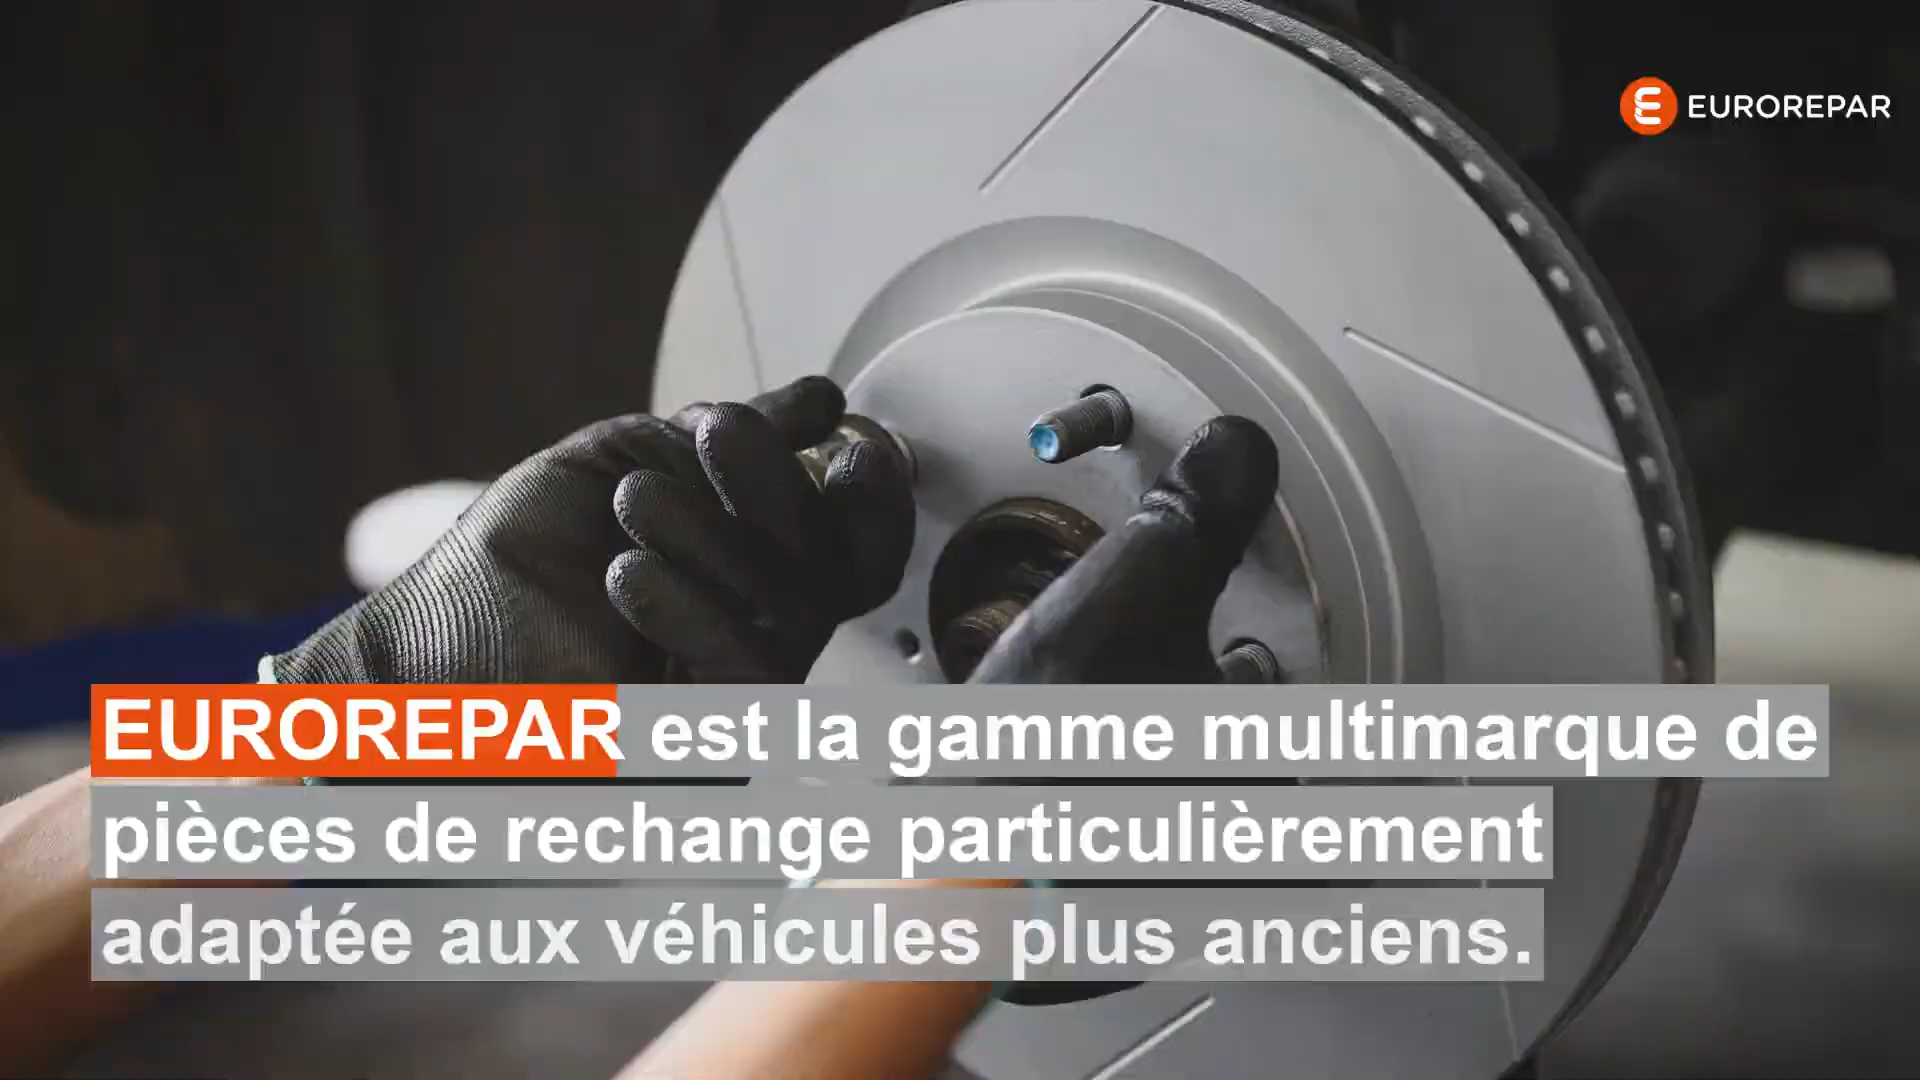 EUROREPAR
EUROREPAR est la gamme multimarque de
pièces de rechange particulièrement
adaptée aux véhicules plus anciens.